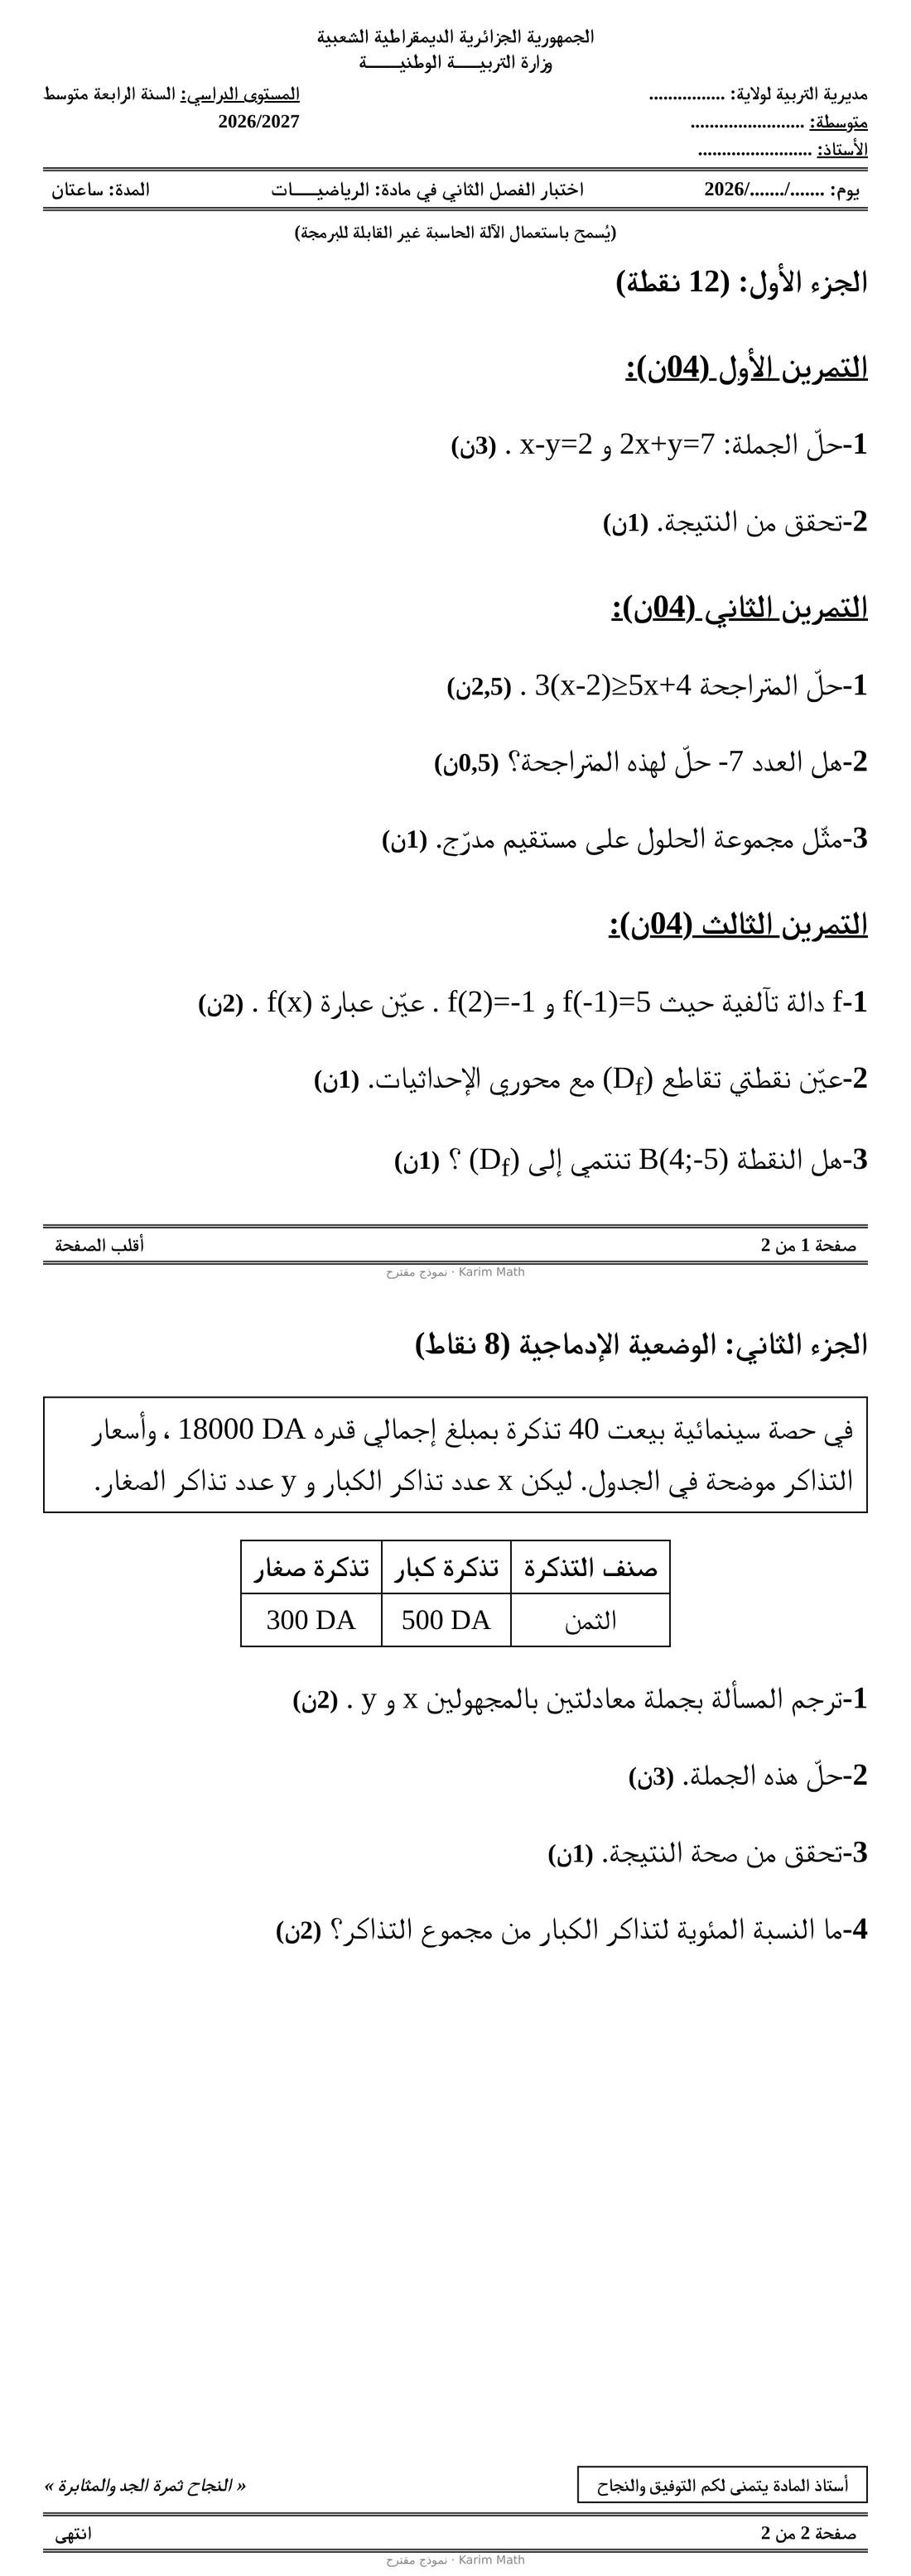 الجمهورية الجزائرية الديمقراطية الشعبية
وزارة التربيـــــة الوطنيـــــــة
مديرية التربية لولاية: ................
المستوى الدراسي: السنة الرابعة متوسط
متوسطة: ........................
2026/2027
الأستاذ: ........................
يوم: ......./......./2026
اختبار الفصل الثاني في مادة: الرياضيـــــات
المدة: ساعتان
(يُسمح باستعمال الآلة الحاسبة غير القابلة للبرمجة)
الجزء الأول: (12 نقطة)
التمرين الأول (04ن):
1-حلّ الجملة: 2x+y=7 و x-y=2 . (3ن)
2-تحقق من النتيجة. (1ن)
التمرين الثاني (04ن):
1-حلّ المتراجحة 3(x-2)≥5x+4 . (2,5ن)
2-هل العدد 7- حلّ لهذه المتراجحة؟ (0,5ن)
3-مثّل مجموعة الحلول على مستقيم مدرّج. (1ن)
التمرين الثالث (04ن):
1-f دالة تآلفية حيث f(-1)=5 و f(2)=-1 . عيّن عبارة f(x) . (2ن)
2-عيّن نقطتي تقاطع (Df) مع محوري الإحداثيات. (1ن)
3-هل النقطة B(4;-5) تنتمي إلى (Df) ؟ (1ن)
صفحة 1 من 2
أقلب الصفحة
Karim Math · نموذج مقترح
الجزء الثاني: الوضعية الإدماجية (8 نقاط)
في حصة سينمائية بيعت 40 تذكرة بمبلغ إجمالي قدره 18000 DA ، وأسعار
التذاكر موضحة في الجدول. ليكن x عدد تذاكر الكبار و y عدد تذاكر الصغار.
صنف التذكرة تذكرة كبار تذكرة صغار
الثمن 500 DA 300 DA
1-ترجم المسألة بجملة معادلتين بالمجهولين x و y . (2ن)
2-حلّ هذه الجملة. (3ن)
3-تحقق من صحة النتيجة. (1ن)
4-ما النسبة المئوية لتذاكر الكبار من مجموع التذاكر؟ (2ن)
أستاذ المادة يتمنى لكم التوفيق والنجاح
« النجاح ثمرة الجد والمثابرة »
صفحة 2 من 2
انتهى
Karim Math · نموذج مقترح